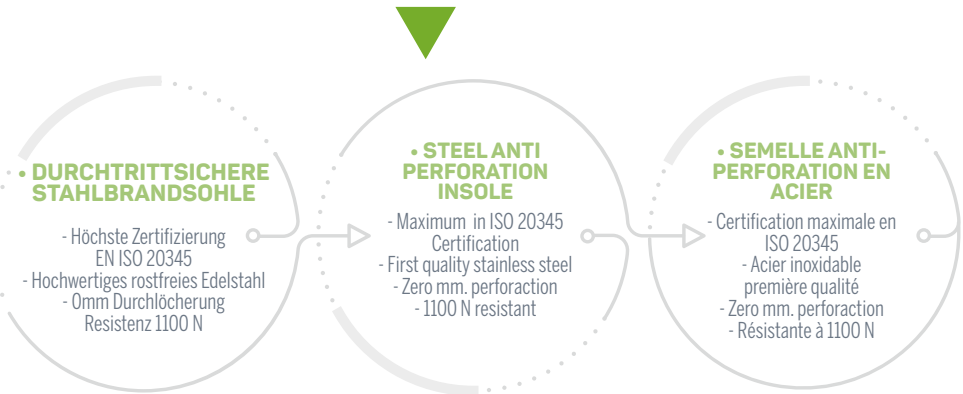 • DURCHTRITTSICHERE
STAHLBRANDSOHLE
- Höchste Zertifizierung
EN ISO 20345
- Hochwertiges rostfreies Edelstahl
- 0mm Durchlöcherung
Resistenz 1100 N
• STEEL ANTI
PERFORATION
INSOLE
- Maximum in ISO 20345
Certification
- First quality stainless steel
- Zero mm. perforaction
- 1100 N resistant
• SEMELLE ANTI-
PERFORATION EN
ACIER
- Certification maximale en
ISO 20345
- Acier inoxidable
première qualité
- Zero mm. perforaction
- Résistante à 1100 N